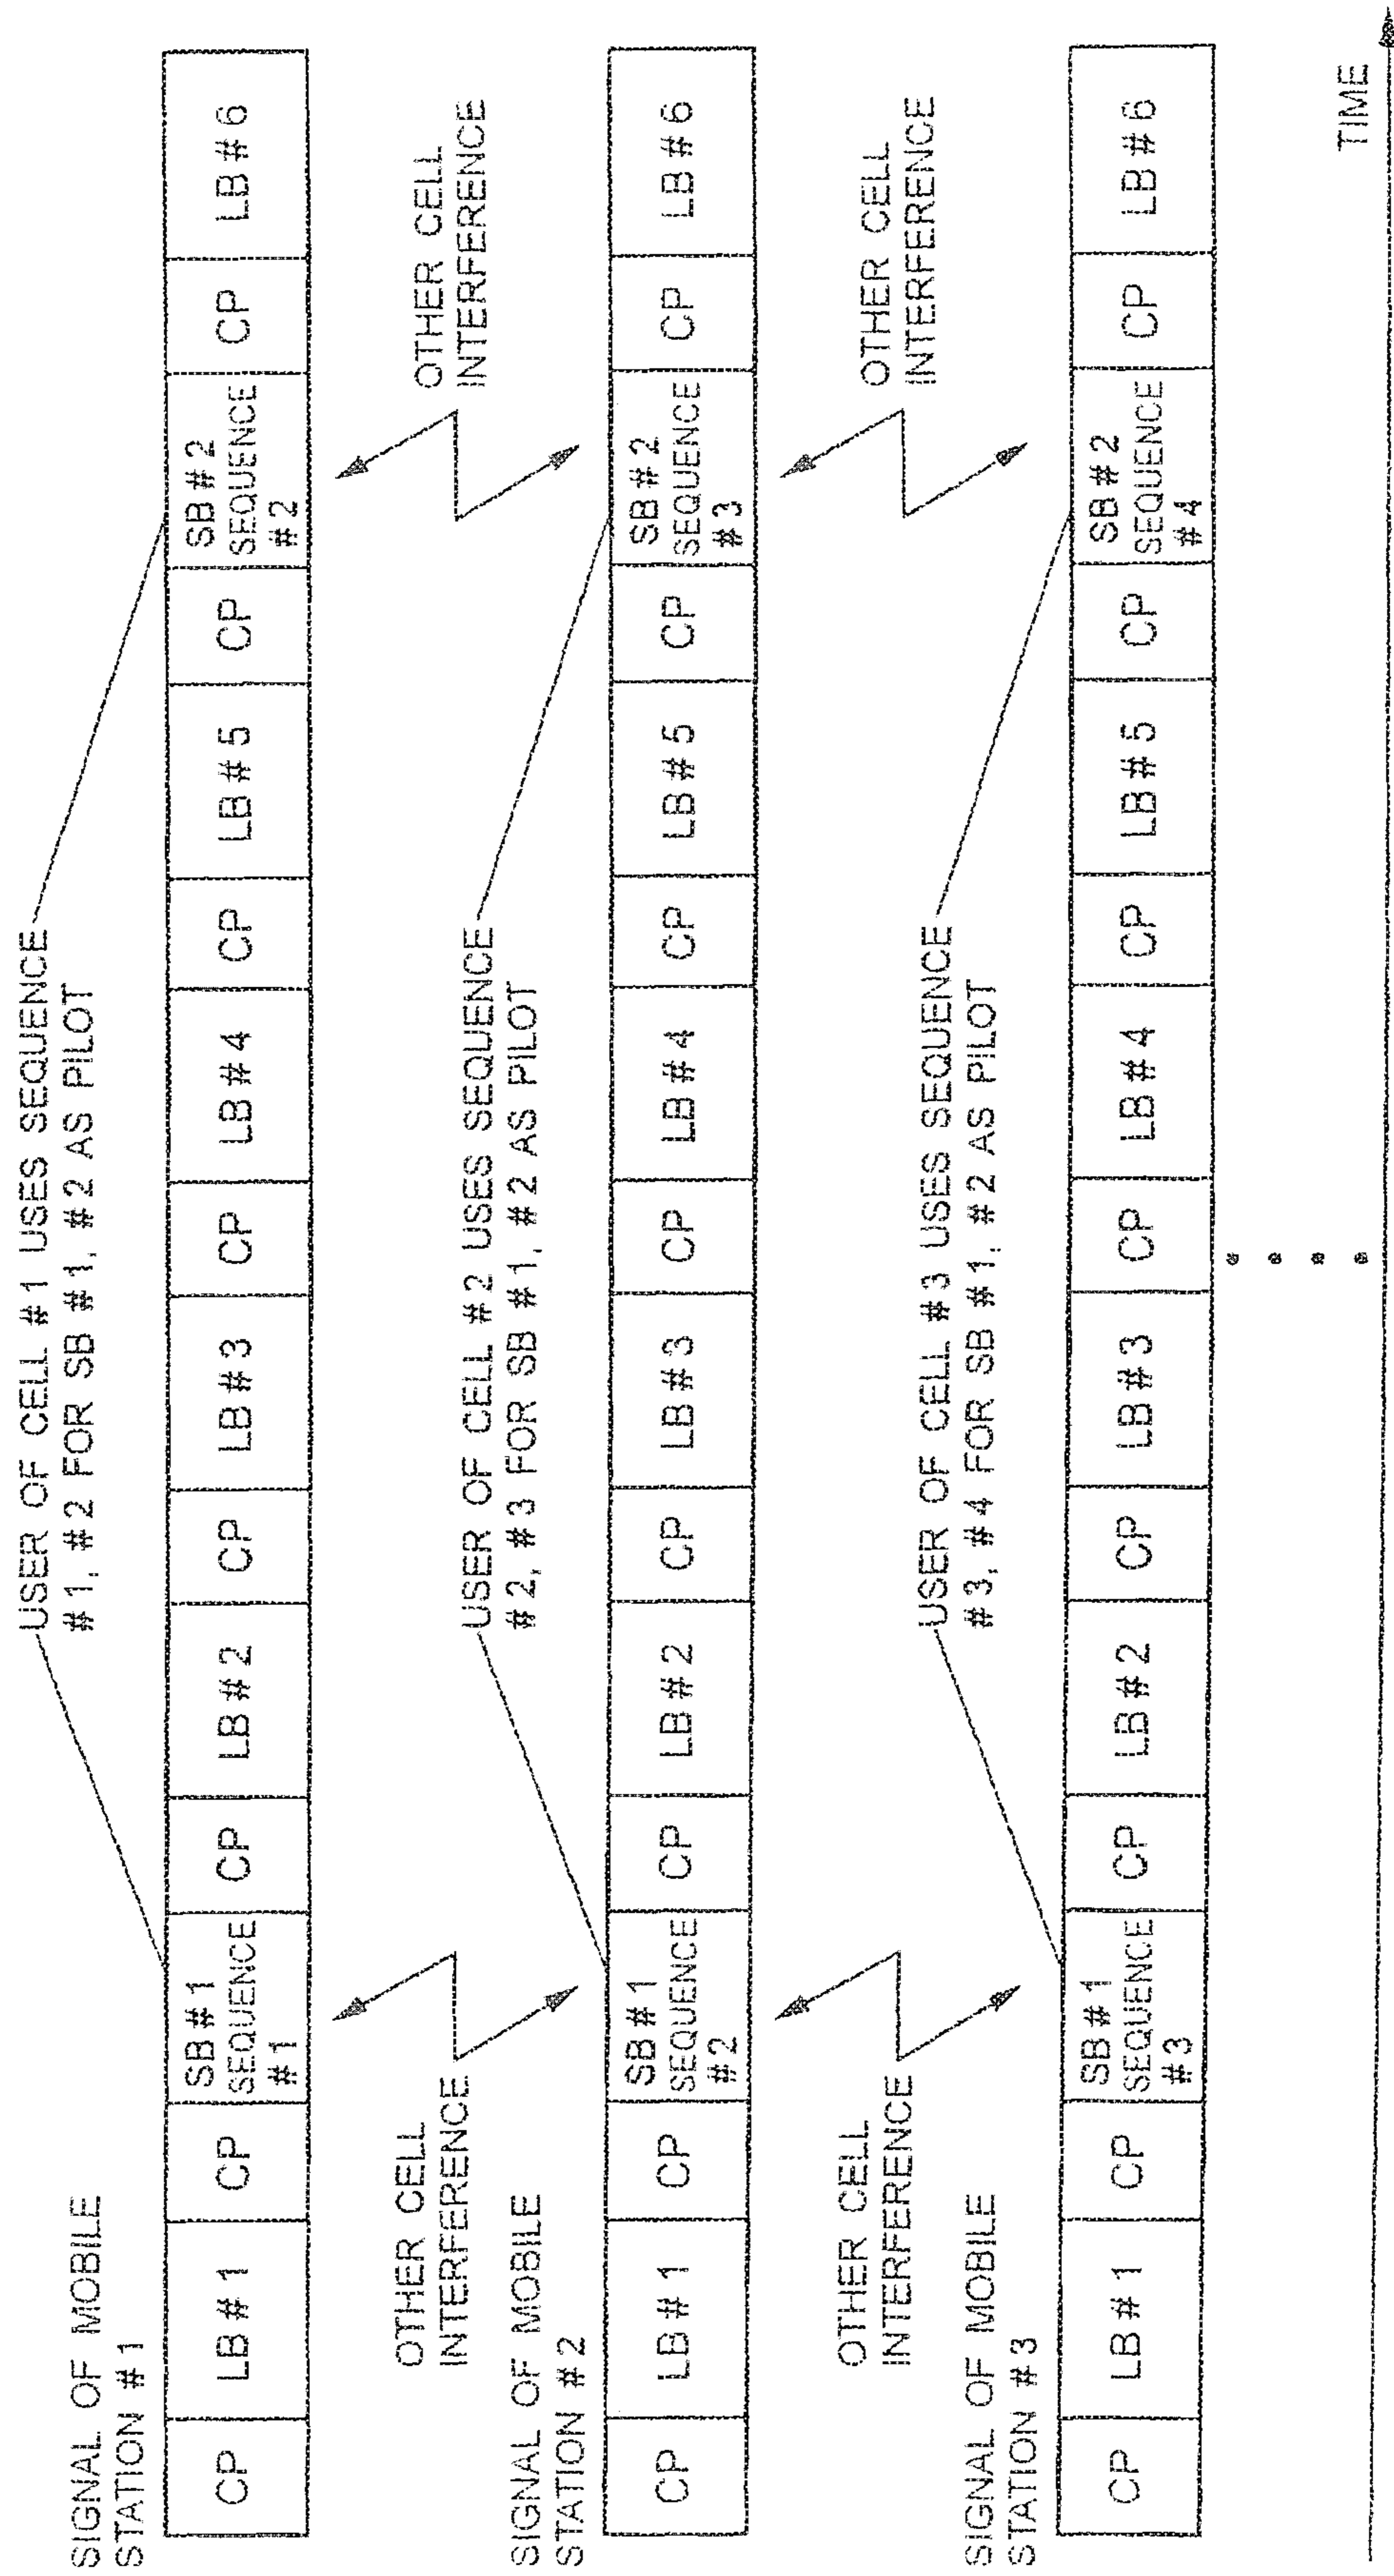 USER OF CELL #1 USES SEQUENCE
#1, #2 FOR SB #1, #2 AS PILOT
SIGNAL OF MOBILE
STATION #1
CP
LB #1
CP
SB #1
SEQUENCE
#1
CP
LB #2
CP
LB #3
CP
LB #4
CP
LB #5
CP
SB #2
SEQUENCE
#2
CP
LB #6
OTHER CELL
INTERFERENCE
OTHER CELL
INTERFERENCE
USER OF CELL #2 USES SEQUENCE
#2, #3 FOR SB #1, #2 AS PILOT
SIGNAL OF MOBILE
STATION #2
CP
LB #1
CP
SB #1
SEQUENCE
#2
CP
LB #2
CP
LB #3
CP
LB #4
CP
LB #5
CP
SB #2
SEQUENCE
#3
CP
LB #6
OTHER CELL
INTERFERENCE
OTHER CELL
INTERFERENCE
USER OF CELL #3 USES SEQUENCE
#3, #4 FOR SB #1, #2 AS PILOT
SIGNAL OF MOBILE
STATION #3
CP
LB #1
CP
SB #1
SEQUENCE
#3
CP
LB #2
CP
LB #3
CP
LB #4
CP
LB #5
CP
SB #2
SEQUENCE
#4
CP
LB #6
TIME